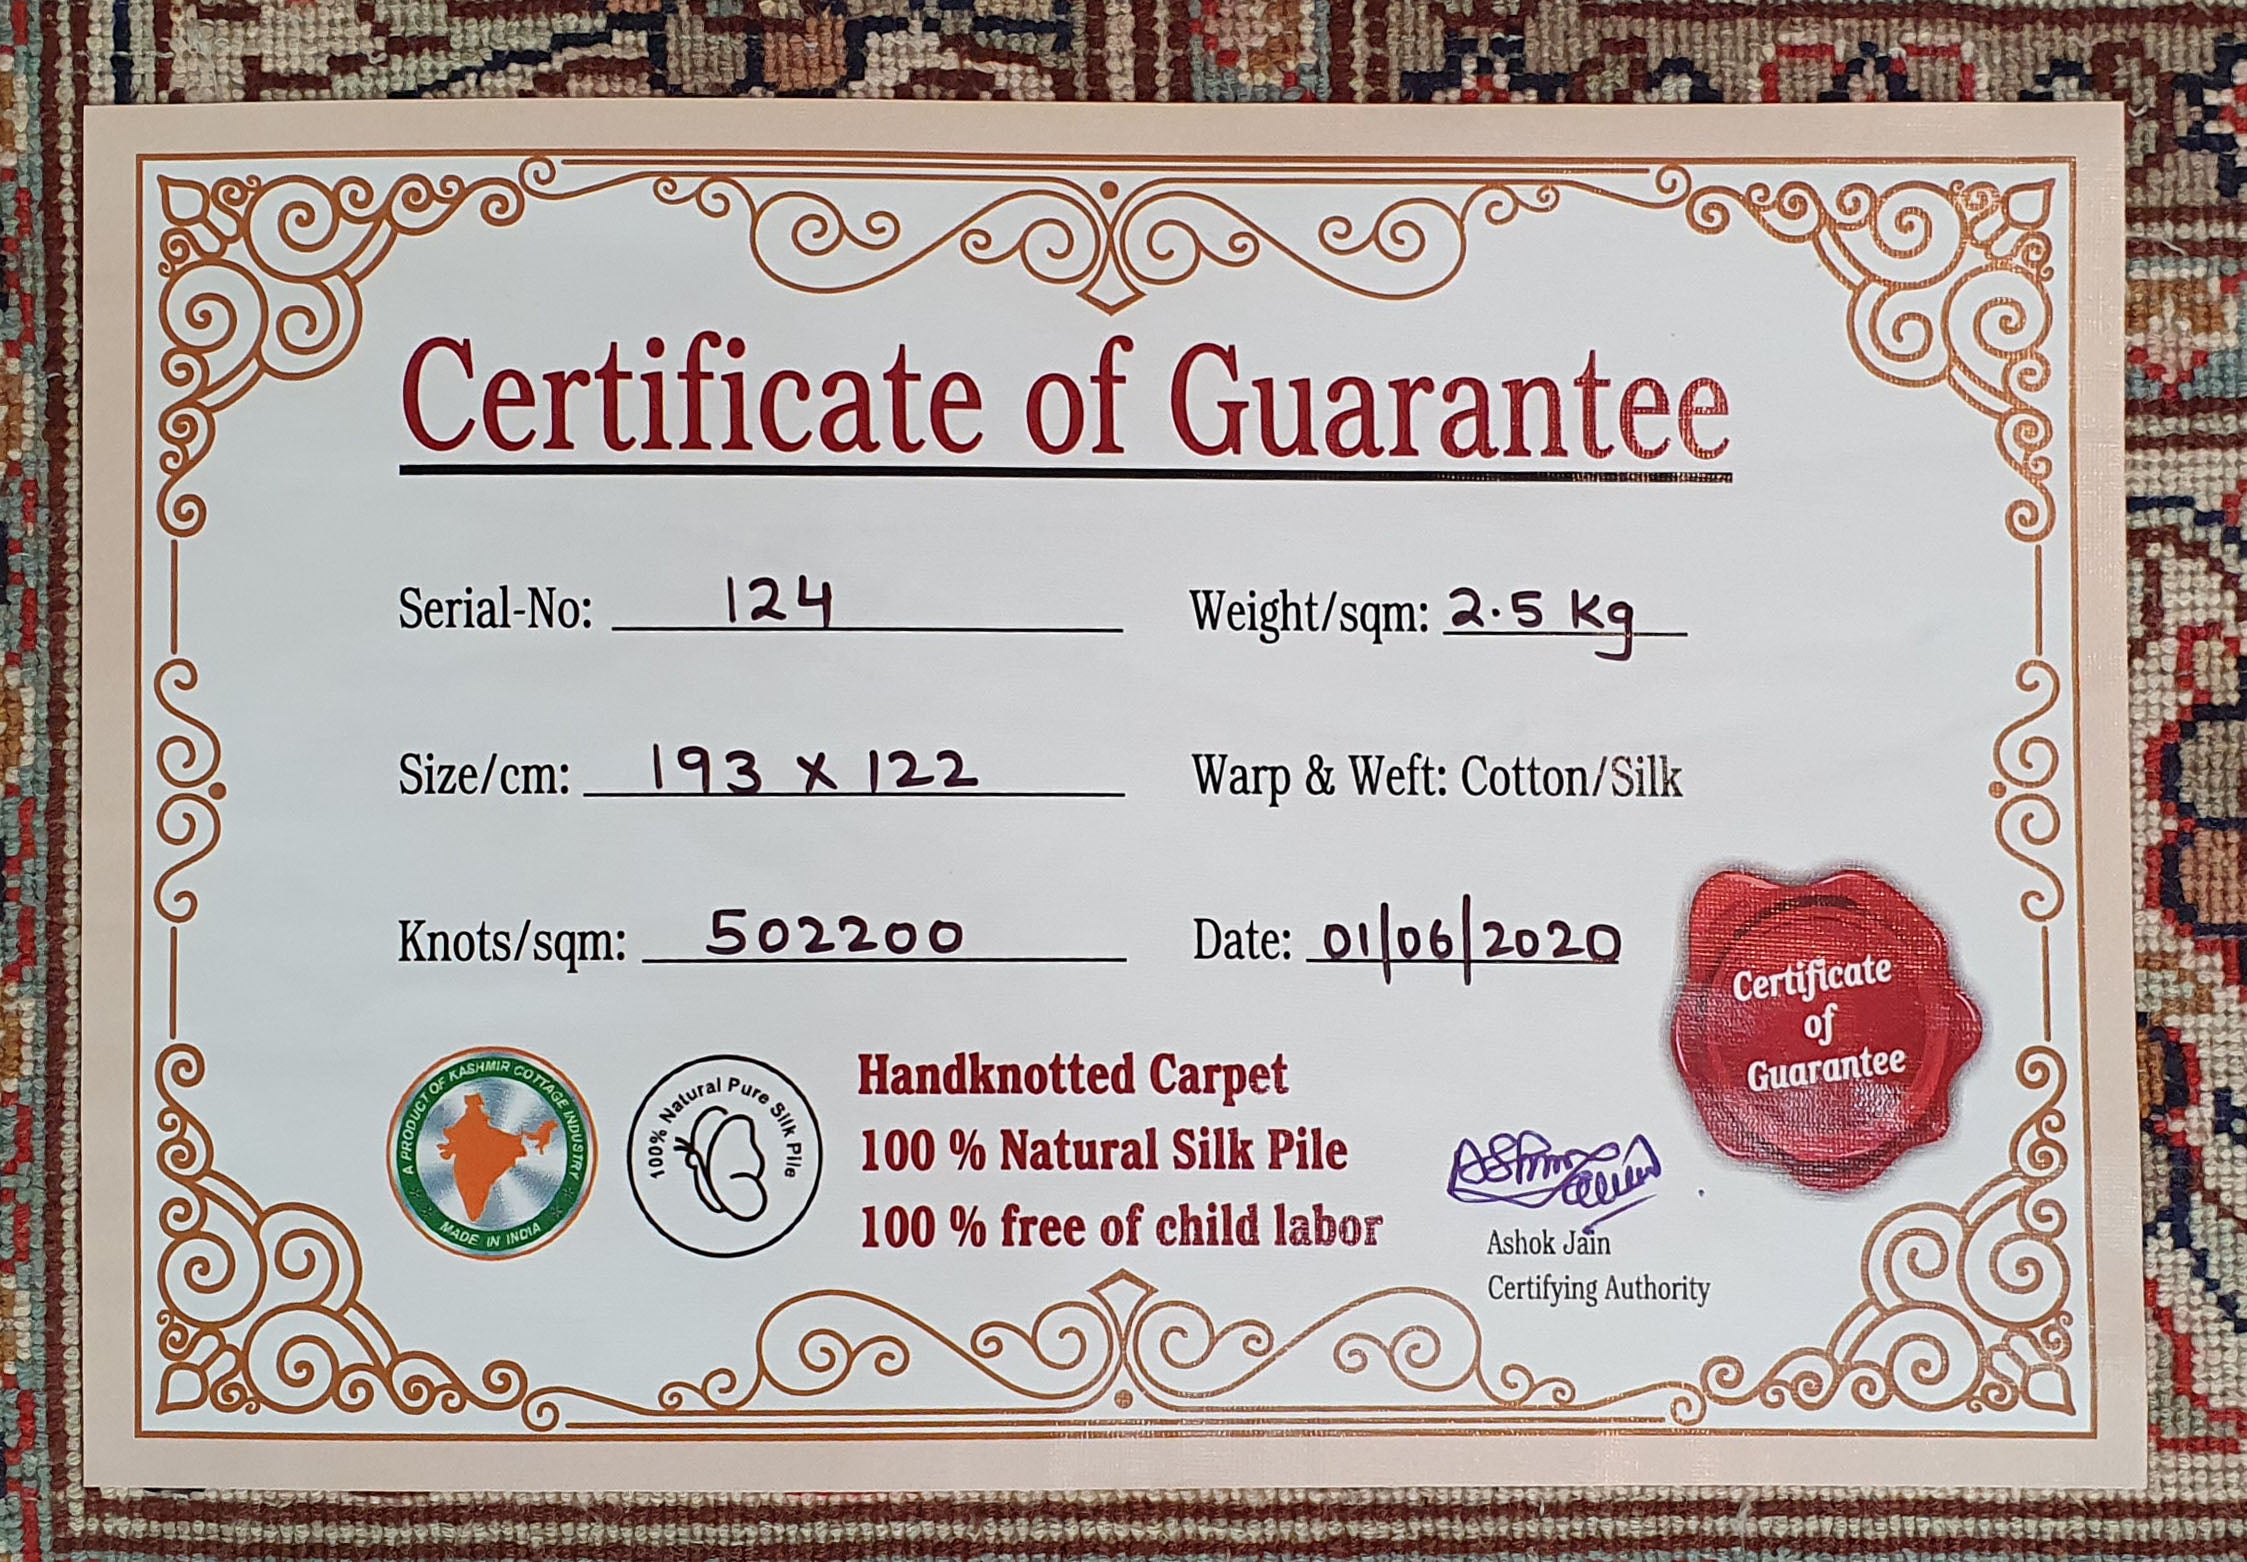 Certificate of Guarantee
Serial-No: 124
Weight/sqm: 2.5 Kg
Size/cm: 193 x 122
Warp & Weft: Cotton/Silk
Knots/sqm: 502200
Date: 01/06/2020
Certificate
of
Guarantee
A PRODUCT OF KASHMIR COTTAGE INDUSTRY
MADE IN INDIA
100% Natural Pure Silk Pile
Handknotted Carpet
100 % Natural Silk Pile
100 % free of child labor
Ashok Jain
Certifying Authority